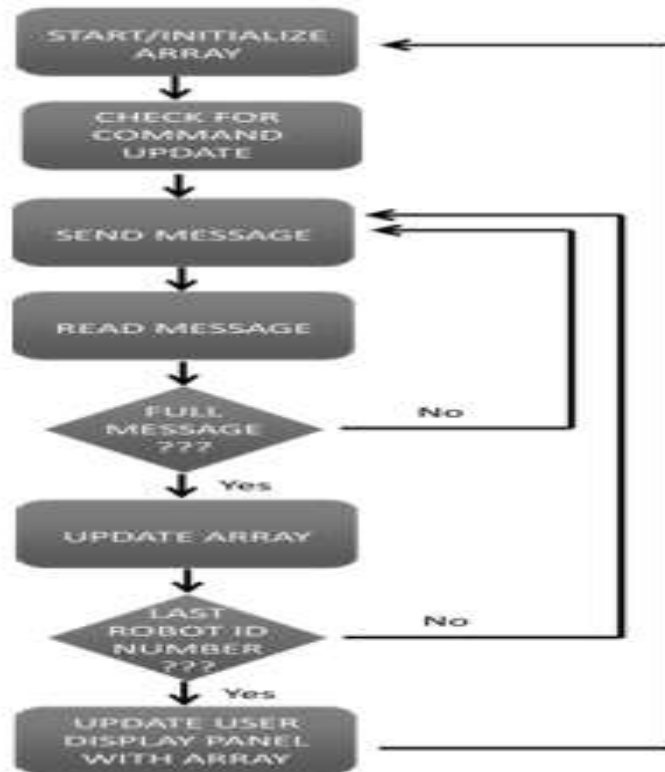 START/INITIALIZE
ARRAY
CHECK FOR
COMMAND
UPDATE
SEND MESSAGE
READ MESSAGE
FULL
MESSAGE
???
No
Yes
UPDATE ARRAY
LAST
ROBOT ID
NUMBER
???
No
Yes
UPDATE USER
DISPLAY PANEL
WITH ARRAY